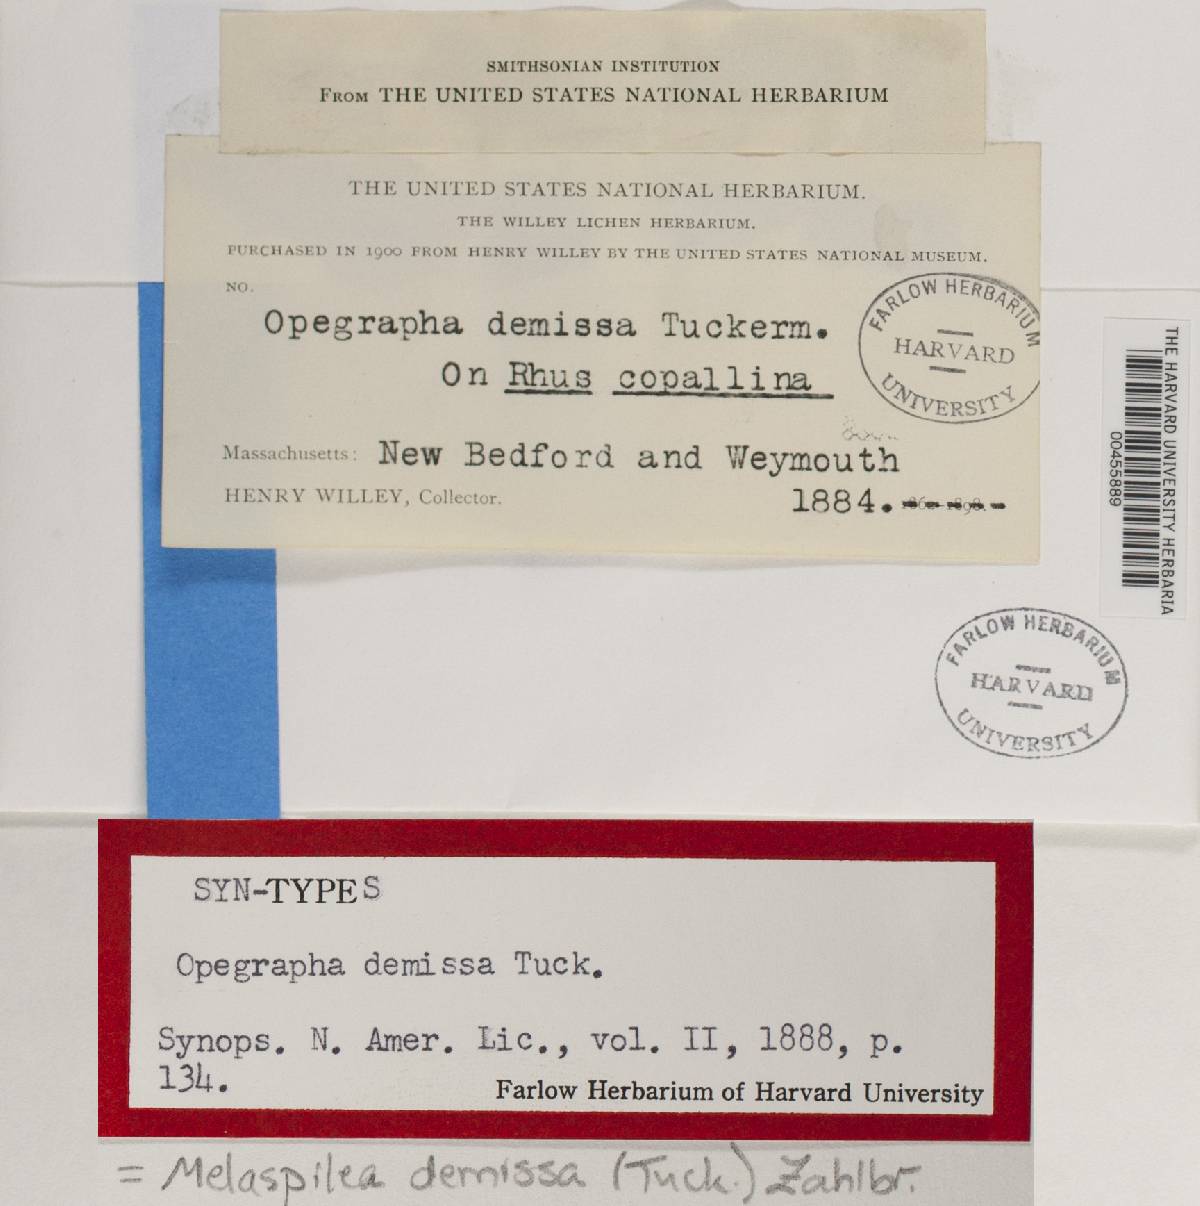 SMITHSONIAN INSTITUTION
FROM THE UNITED STATES NATIONAL HERBARIUM
THE UNITED STATES NATIONAL HERBARIUM.
THE WILLEY LICHEN HERBARIUM.
PURCHASED IN 1900 FROM HENRY WILLEY BY THE UNITED STATES NATIONAL MUSEUM.
NO.
Opegrapha demissa Tuckerm.
On Rhus copallina
FARLOW HERBARIUM
HARVARD
UNIVERSITY
Massachusetts: New Bedford and Weymouth
HENRY WILLEY, Collector. 1884.
THE HARVARD UNIVERSITY HERBARIA
00455889
FARLOW HERBARIUM
HARVARD
UNIVERSITY
SYN-TYPES
Opegrapha demissa Tuck.
Synops. N. Amer. Lic., vol. II, 1888, p.
134.
Farlow Herbarium of Harvard University
= Melaspilea demissa (Tuck.) Zahlbr.